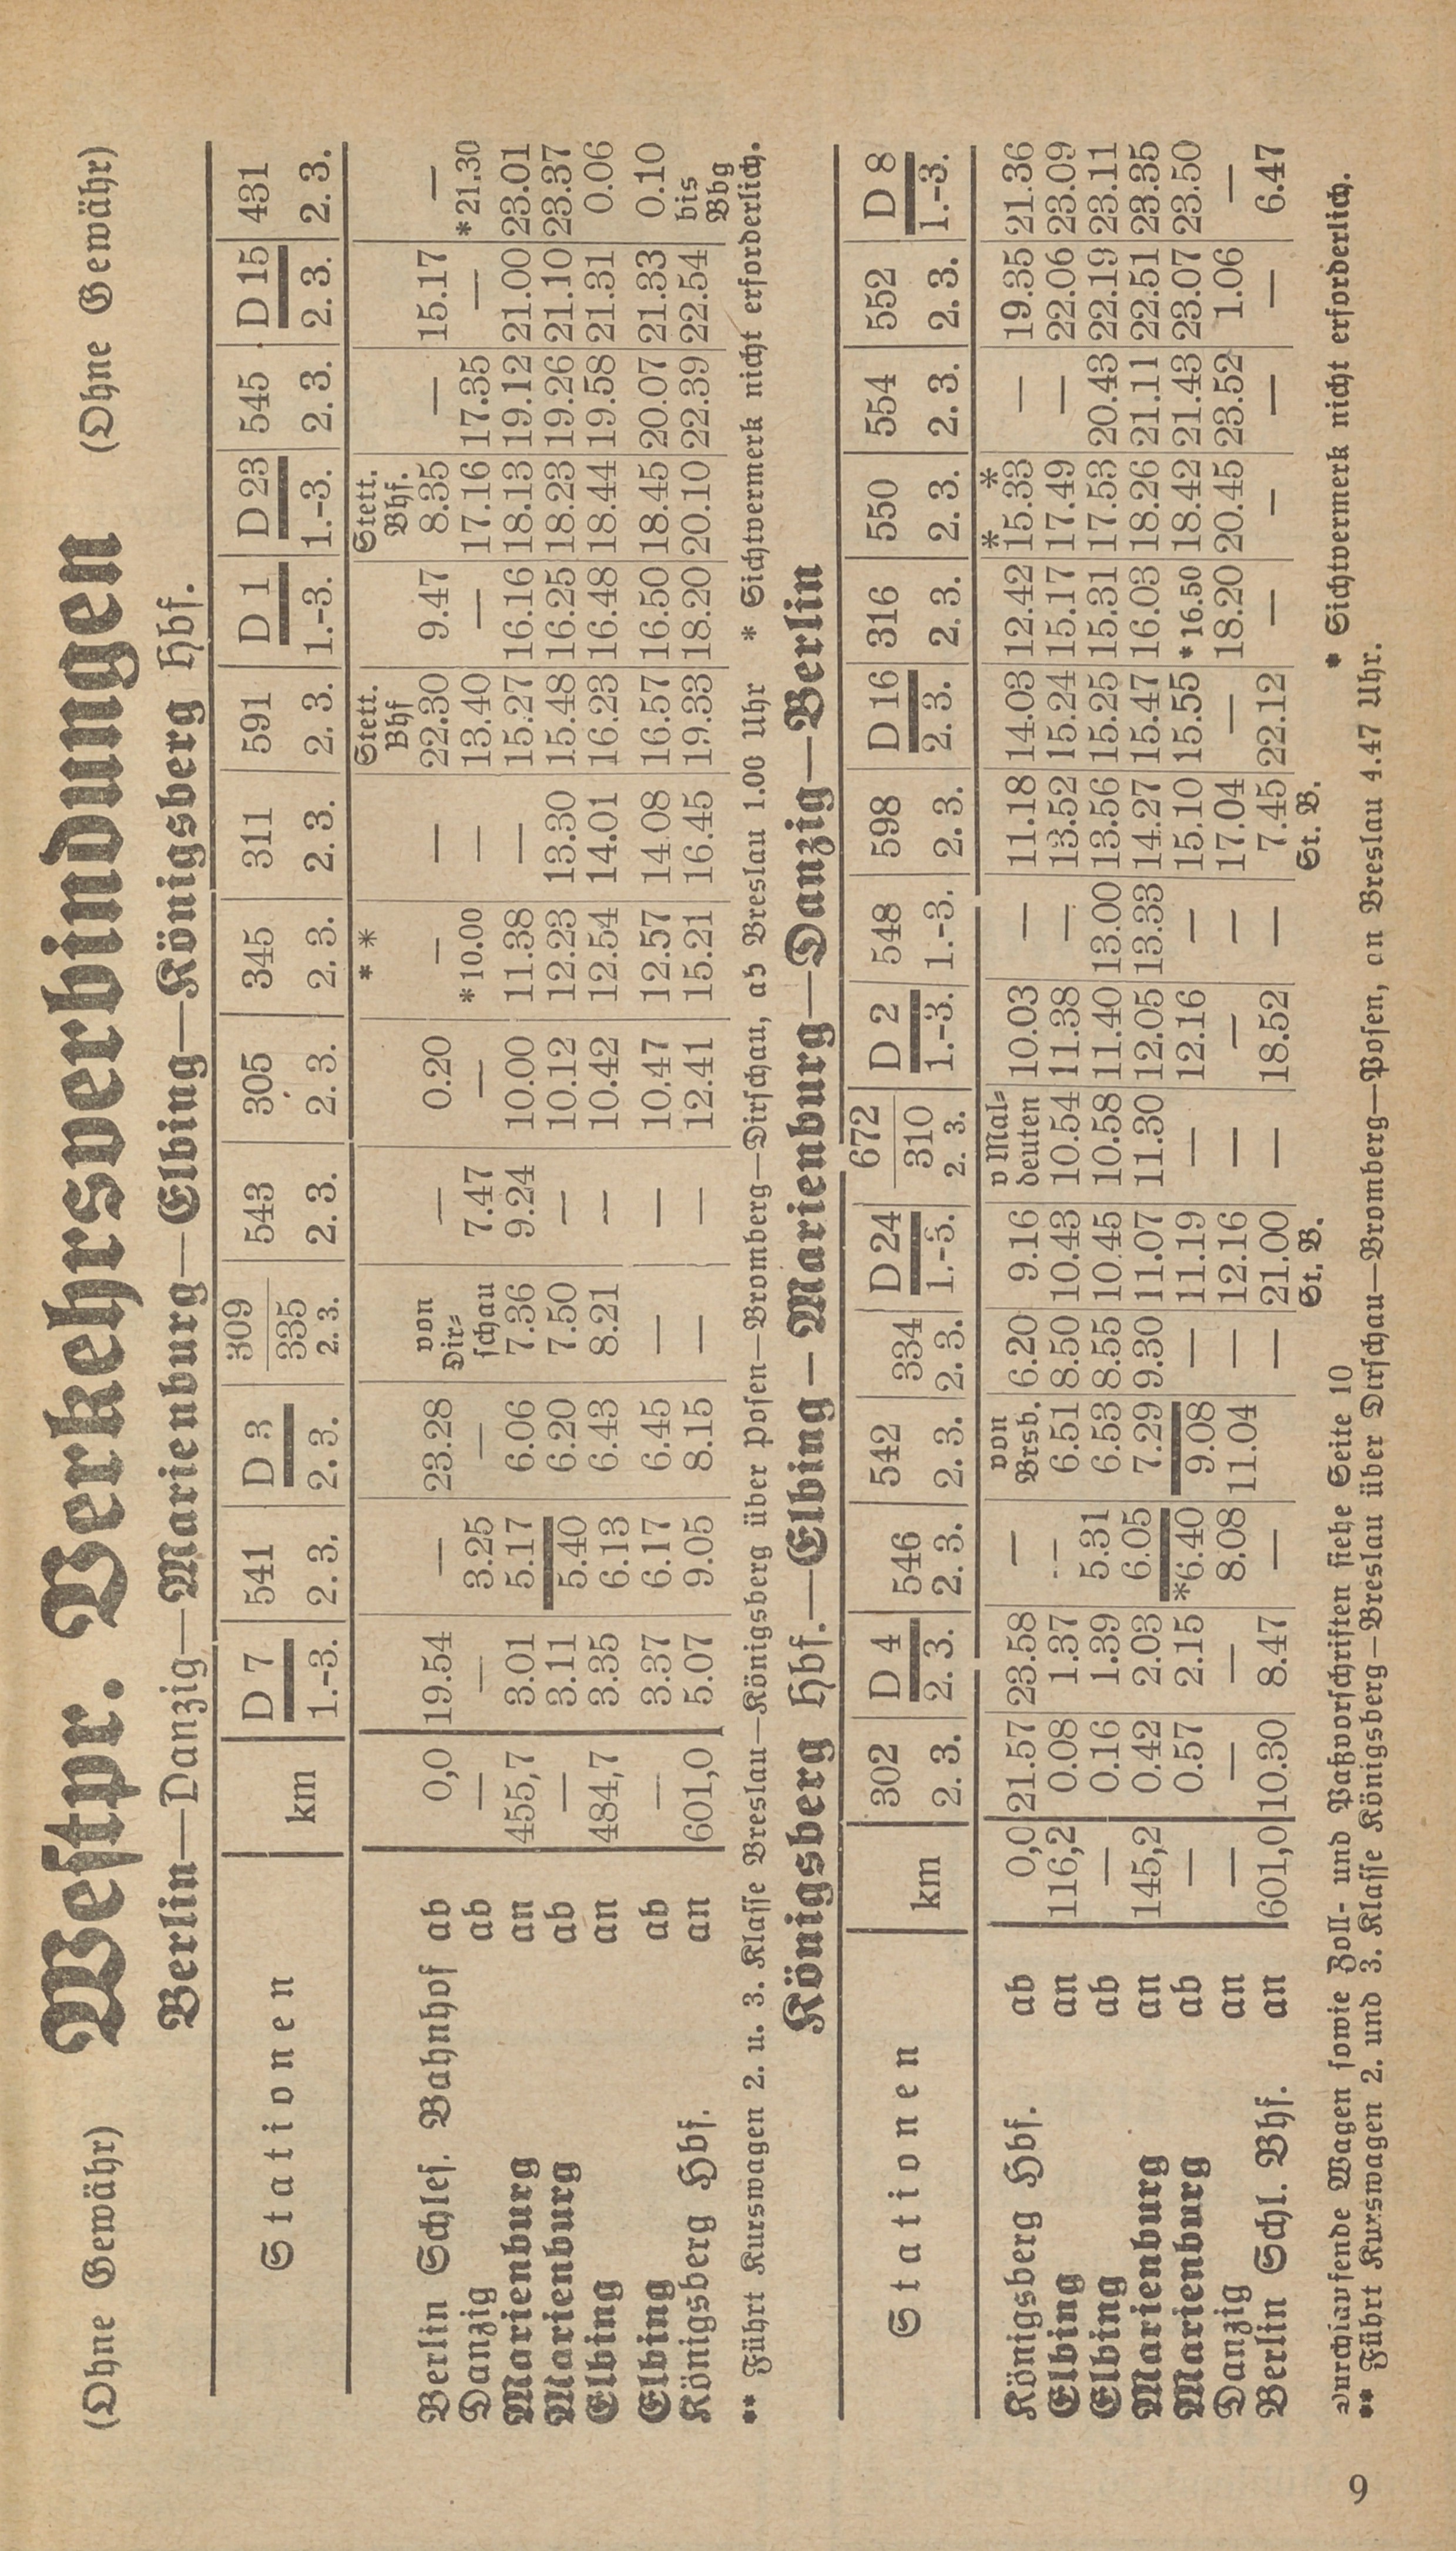 (Ohne Gewähr) Westpr. Verkehrsverbindungen (Ohne Gewähr)
Berlin—Danzig—Marienburg—Elbing—Königsberg Hbf.
Stationen km D 7 541 D 3 309 543 305 345 311 591 D 1 D 23 545 D 15 431
335
1.-3. 2. 3. 2. 3. 2. 3. 2. 3. 2. 3. 2. 3. 2. 3. 2. 3. 1.-3. 1.-3. 2. 3. 2. 3. 2. 3.
* * Stett. Bhf Stett. Bhf.
Berlin Schles. Bahnhof ab 0,0 19.54 — 23.28 von — 0.20 — — 22.30 9.47 8.35 — 15.17 —
Danzig ab — — 3.25 — Dir= 7.47 — *10.00 — 13.40 — 17.16 17.35 — *21.30
schau
Marienburg an 455,7 3.01 5.17 6.06 7.36 9.24 10.00 11.38 — 15.27 16.16 18.13 19.12 21.00 23.01
Marienburg ab — 3.11 5.40 6.20 7.50 — 10.12 12.23 13.30 15.48 16.25 18.23 19.26 21.10 23.37
Elbing an 484,7 3.35 6.13 6.43 8.21 — 10.42 12.54 14.01 16.23 16.48 18.44 19.58 21.31 0.06
Elbing ab — 3.37 6.17 6.45 — — 10.47 12.57 14.08 16.57 16.50 18.45 20.07 21.33 0.10
Königsberg Hbf. an 601,0 5.07 9.05 8.15 — — 12.41 15.21 16.45 19.33 18.20 20.10 22.39 22.54 bis
Bbg
** Führt Kurswagen 2. u. 3. Klasse Breslau—Königsberg über Posen—Bromberg—Dirschau, ab Breslau 1.00 Uhr * Sichtvermerk nicht erforderlich.
Königsberg Hbf.—Elbing—Marienburg—Danzig—Berlin
Stationen km 302 D 4 546 542 334 D 24 672 D 2 548 598 D 16 316 550 554 552 D 8
310
2. 3. 2. 3. 2. 3. 2. 3. 2. 3. 1.-3. 2. 3. 1.-3. 1.-3. 2. 3. 2. 3. 2. 3. 2. 3. 2. 3. 2. 3. 1.-3.
* *
Königsberg Hbf. ab 0,0 21.57 23.58 — von Brsb. 6.20 9.16 v Mal= deuten 10.03 — 11.18 14.03 12.42 15.33 — 19.35 21.36
Elbing an 116,2 0.08 1.37 — 6.51 8.50 10.43 10.54 11.38 — 13.52 15.24 15.17 17.49 — 22.06 23.09
Elbing ab — 0.16 1.39 5.31 6.53 8.55 10.45 10.58 11.40 13.00 13.56 15.25 15.31 17.53 20.43 22.19 23.11
Marienburg an 145,2 0.42 2.03 6.05 7.29 9.30 11.07 11.30 12.05 13.33 14.27 15.47 16.03 18.26 21.11 22.51 23.35
Marienburg ab — 0.57 2.15 *6.40 9.08 — 11.19 — 12.16 — 15.10 15.55 *16.50 18.42 21.43 23.07 23.50
Danzig an — — — 8.08 11.04 — 12.16 — — — 17.04 — 18.20 20.45 23.52 1.06 —
Berlin Schl. Bhf. an 601,0 10.30 8.47 — — 21.00 — 18.52 — 7.45 22.12 — — — — 6.47
St. B. St. B.
Durchlaufende Wagen sowie Zoll- und Paßvorschriften siehe Seite 10 * Sichtvermerk nicht erforderlich.
** Führt Kurswagen 2. und 3. Klasse Königsberg—Breslau über Dirschau—Bromberg—Posen, an Breslau 4.47 Uhr.
9